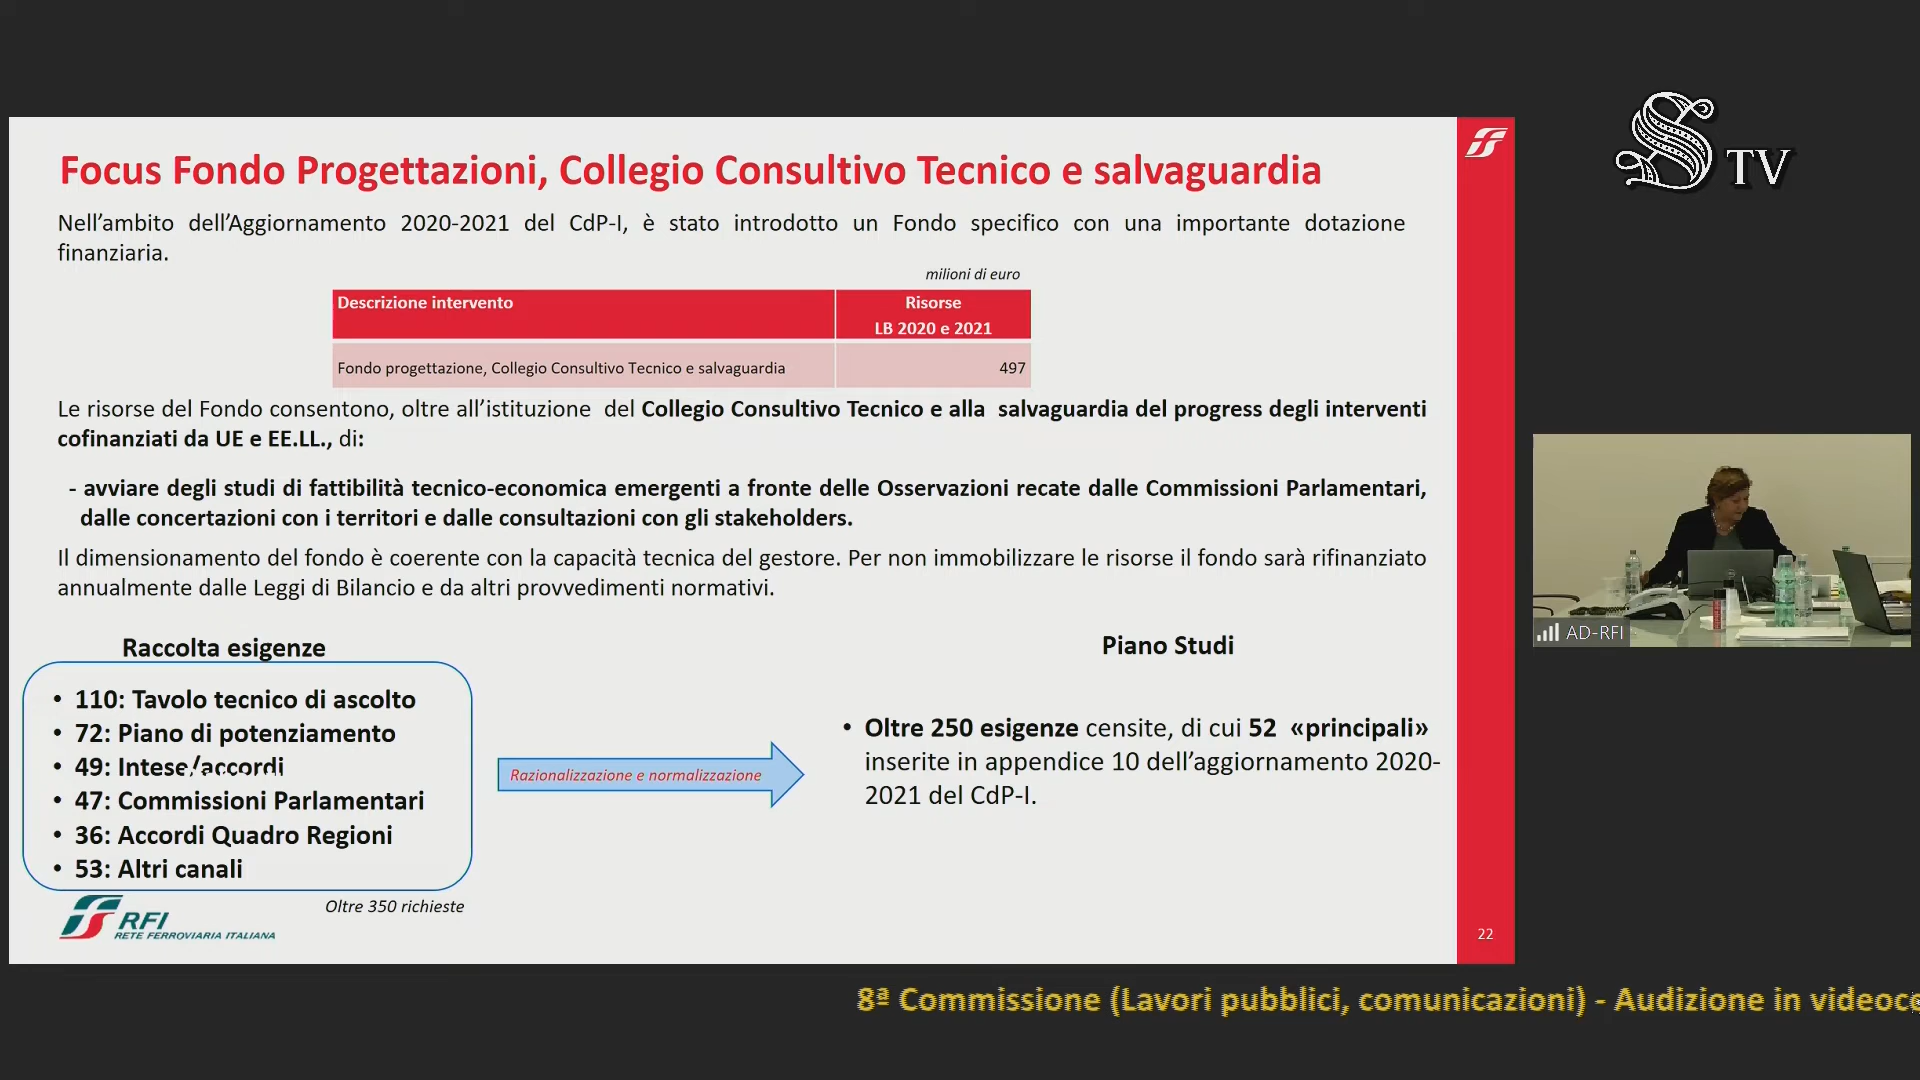 Focus Fondo Progettazioni, Collegio Consultivo Tecnico e salvaguardia
Nell’ambito dell’Aggiornamento 2020-2021 del CdP-I, è stato introdotto un Fondo specifico con una importante dotazione
finanziaria.
milioni di euro
Descrizione intervento
Risorse
LB 2020 e 2021
Fondo progettazione, Collegio Consultivo Tecnico e salvaguardia
497
Le risorse del Fondo consentono, oltre all’istituzione del Collegio Consultivo Tecnico e alla salvaguardia del progress degli interventi
cofinanziati da UE e EE.LL., di:
- avviare degli studi di fattibilità tecnico-economica emergenti a fronte delle Osservazioni recate dalle Commissioni Parlamentari,
dalle concertazioni con i territori e dalle consultazioni con gli stakeholders.
Il dimensionamento del fondo è coerente con la capacità tecnica del gestore. Per non immobilizzare le risorse il fondo sarà rifinanziato
annualmente dalle Leggi di Bilancio e da altri provvedimenti normativi.
Raccolta esigenze
• 110: Tavolo tecnico di ascolto
• 72: Piano di potenziamento
• 49: Intese/accordi
• 47: Commissioni Parlamentari
• 36: Accordi Quadro Regioni
• 53: Altri canali
Oltre 350 richieste
Razionalizzazione e normalizzazione
Piano Studi
• Oltre 250 esigenze censite, di cui 52 «principali»
inserite in appendice 10 dell’aggiornamento 2020-
2021 del CdP-I.
RFI
RETE FERROVIARIA ITALIANA
22
S TV
AD-RFI
8ª Commissione (Lavori pubblici, comunicazioni) - Audizione in videoc